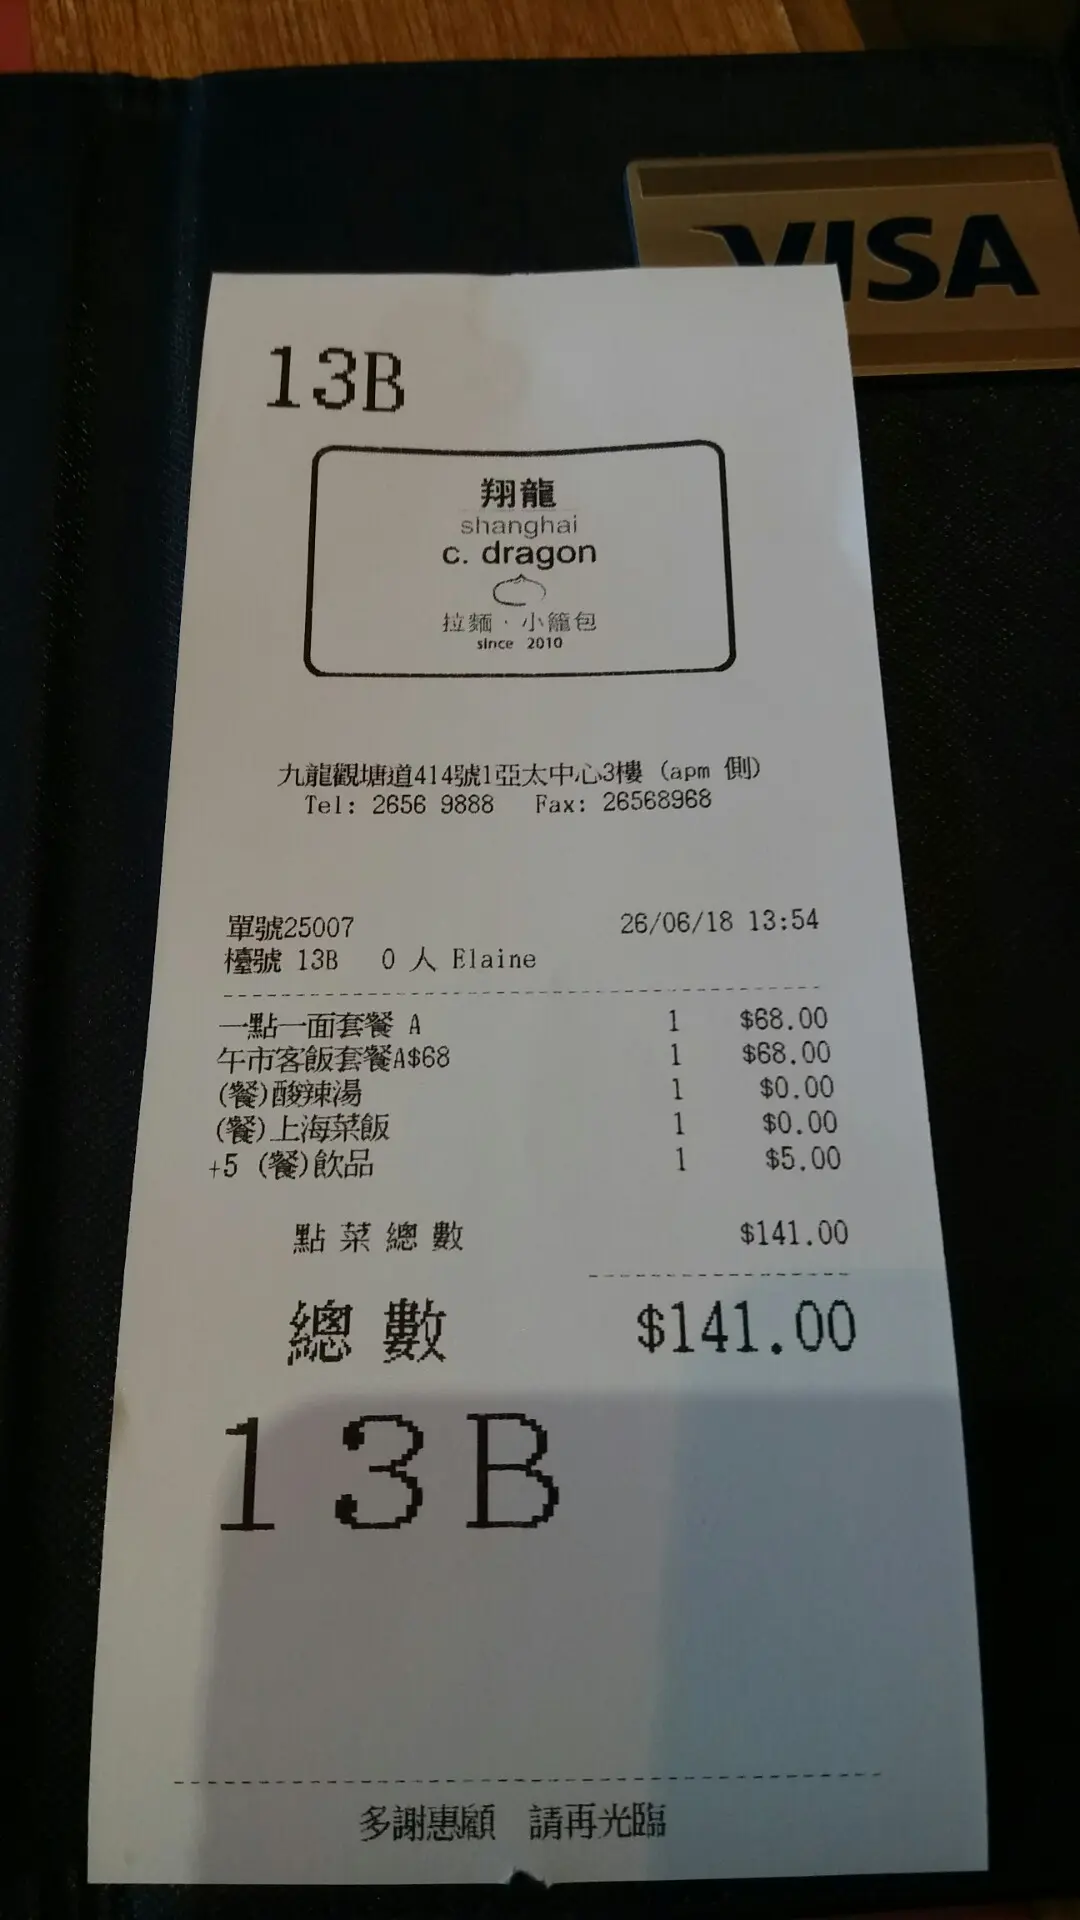 VISA
13B
翔龍
shanghai
c. dragon
拉麵·小籠包
since 2010
九龍觀塘道414號1亞太中心3樓 (apm 側)
Tel: 2656 9888 Fax: 26568968
單號25007 26/06/18 13:54
檯號 13B 0 人 Elaine
一點一面套餐 A 1 $68.00
午市客飯套餐A$68 1 $68.00
(餐)酸辣湯 1 $0.00
(餐)上海菜飯 1 $0.00
+5 (餐)飲品 1 $5.00
點菜總數 $141.00
總數 $141.00
13B
多謝惠顧 請再光臨